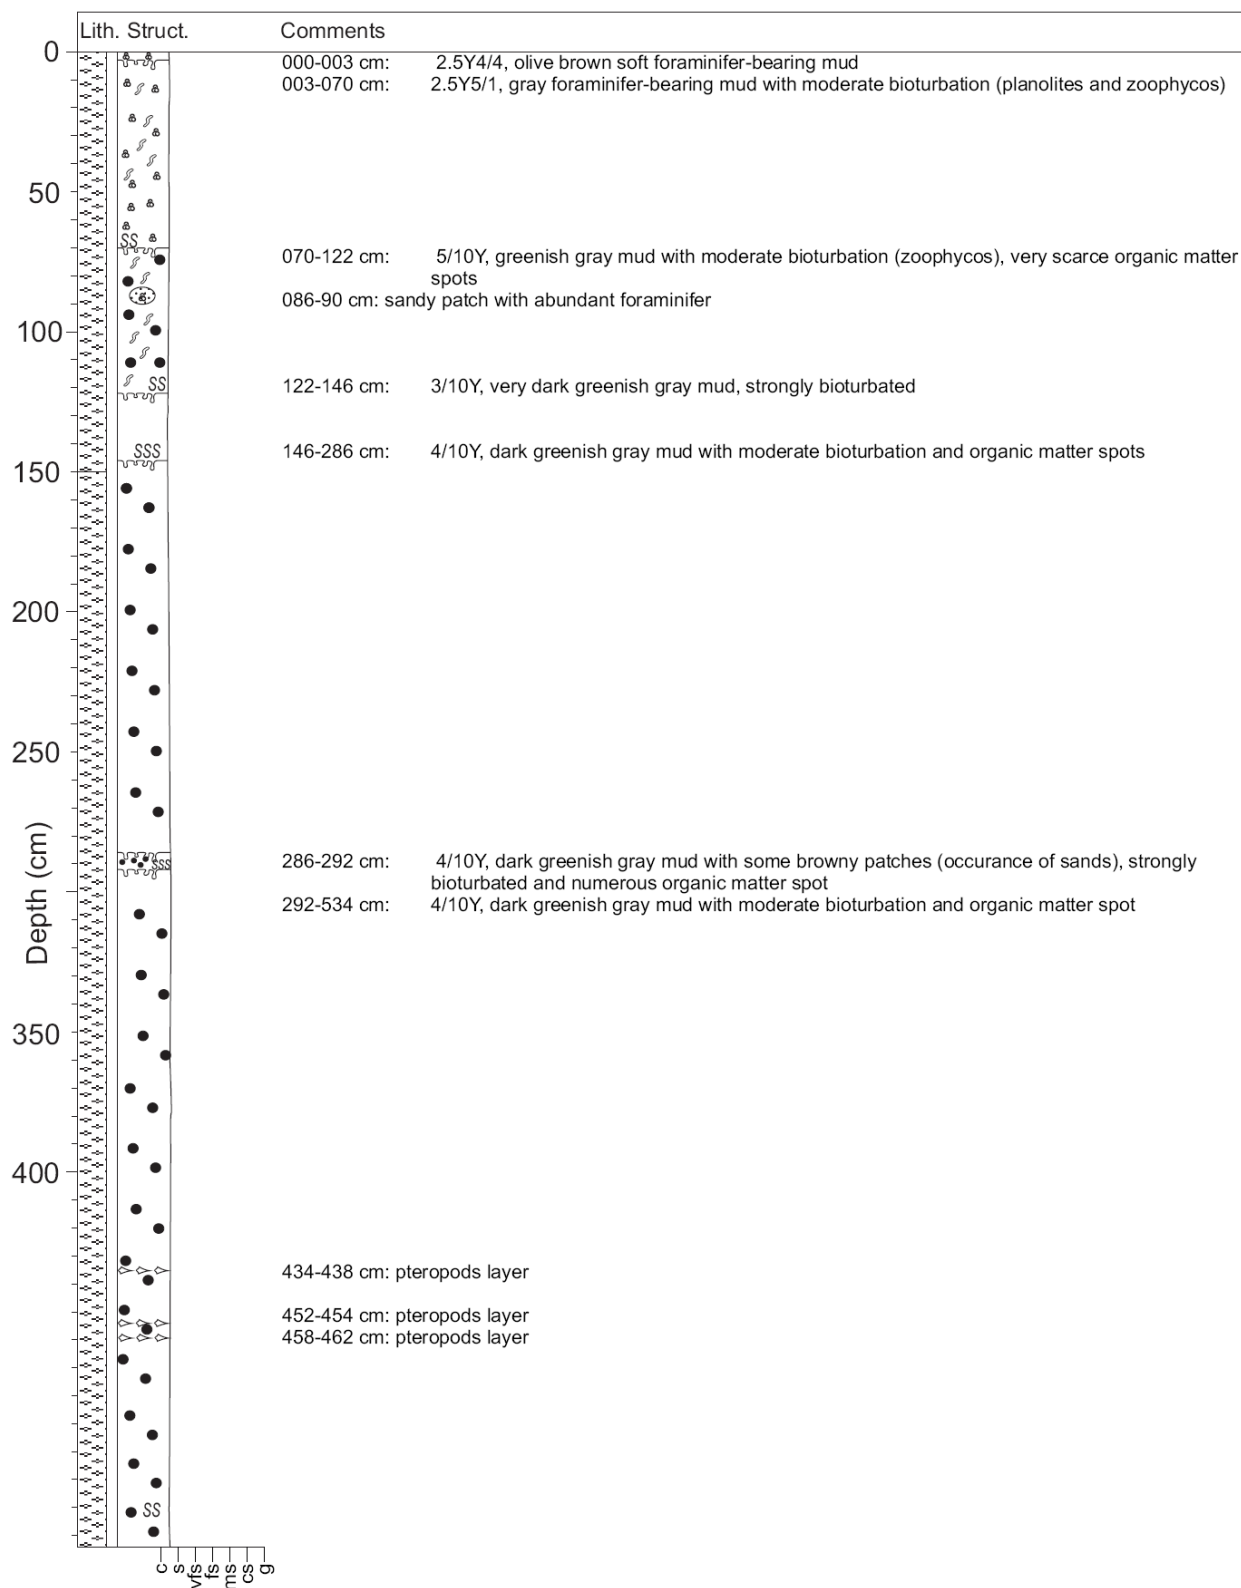 Lith. Struct. Comments
0
000-003 cm: 2.5Y4/4, olive brown soft foraminifer-bearing mud
003-070 cm: 2.5Y5/1, gray foraminifer-bearing mud with moderate bioturbation (planolites and zoophycos)
50
SS
070-122 cm: 5/10Y, greenish gray mud with moderate bioturbation (zoophycos), very scarce organic matter
spots
086-90 cm: sandy patch with abundant foraminifer
100
SS
122-146 cm: 3/10Y, very dark greenish gray mud, strongly bioturbated
SSS
146-286 cm: 4/10Y, dark greenish gray mud with moderate bioturbation and organic matter spots
150
200
250
Depth (cm)
SSS
286-292 cm: 4/10Y, dark greenish gray mud with some browny patches (occurance of sands), strongly
bioturbated and numerous organic matter spot
292-534 cm: 4/10Y, dark greenish gray mud with moderate bioturbation and organic matter spot
350
400
434-438 cm: pteropods layer
452-454 cm: pteropods layer
458-462 cm: pteropods layer
SS
c
s
vfs
fs
ms
cs
g